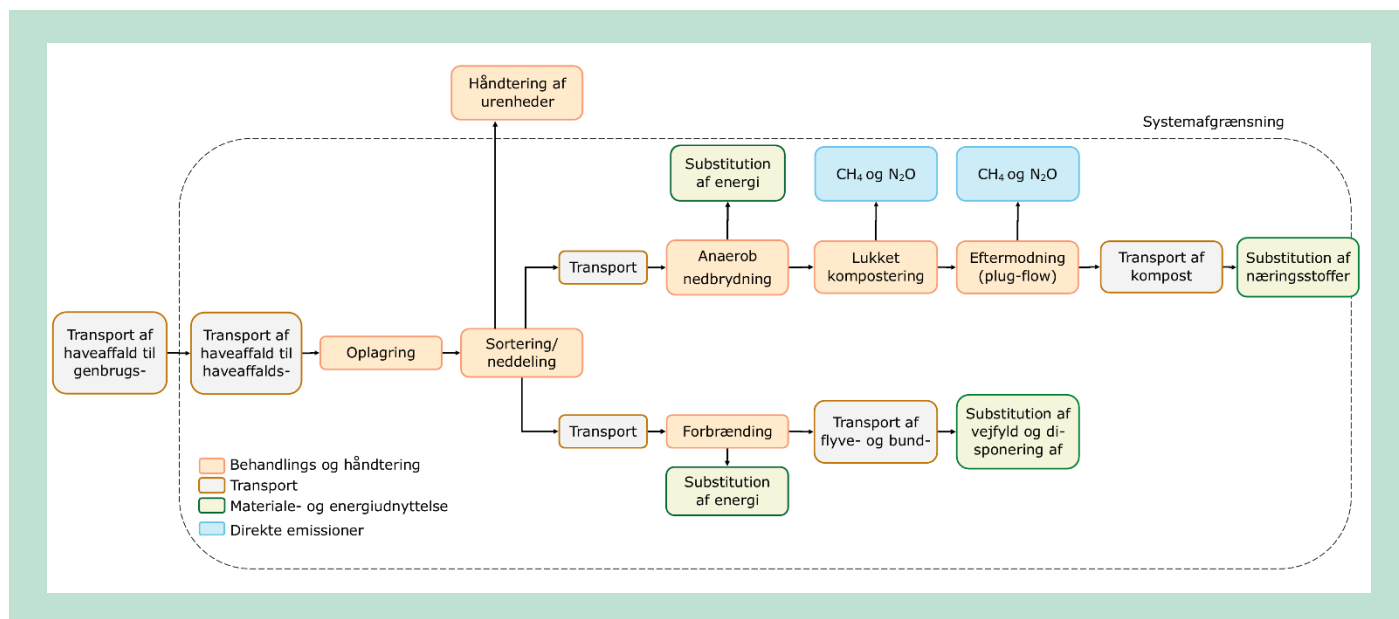 Håndtering af
urenheder
Systemafgrænsning
Substitution
af energi
CH₄ og N₂O
CH₄ og N₂O
Transport
Anaerob
nedbrydning
Lukket
kompostering
Eftermodning
(plug-flow)
Transport af
kompost
Substitution af
næringsstoffer
Transport af
haveaffald til
genbrugs-
Transport af
haveaffald til
haveaffalds-
Oplagring
Sortering/
neddeling
Transport
Forbrænding
Transport af
flyve- og bund-
Substitution af
vejfyld og di-
sponering af
Substitution
af energi
Behandlings og håndtering
Transport
Materiale- og energiudnyttelse
Direkte emissioner